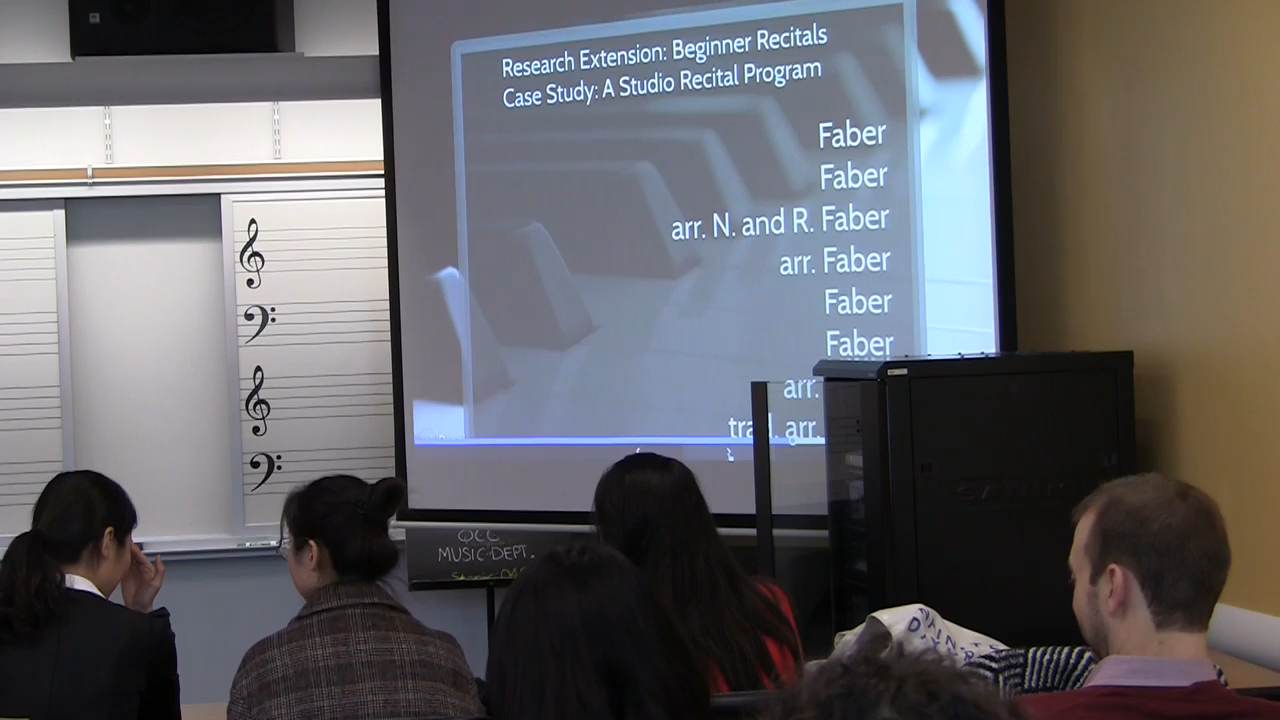 Research Extension: Beginner Recitals
Case Study: A Studio Recital Program
Faber
Faber
arr. N. and R. Faber
arr. Faber
Faber
Faber
arr.
arr.
QCC
MUSIC DEPT.